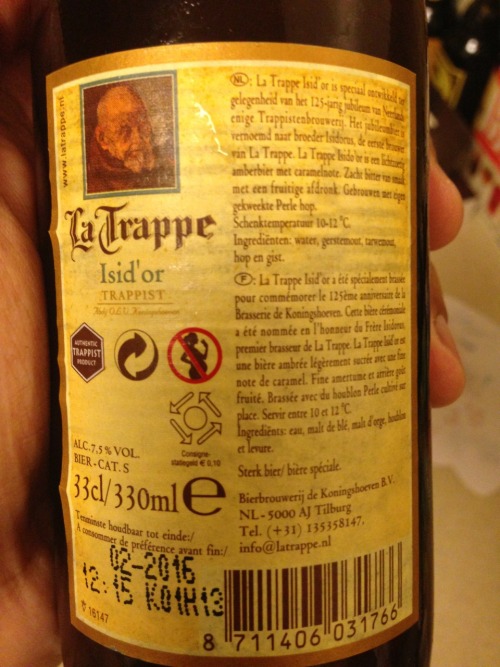 www.latrappe.nl
La Trappe
Isid'or
TRAPPIST
AUTHENTIC
TRAPPIST
PRODUCT
Consigne-
statiegeld € 0,10
ALC. 7,5 % VOL.
BIER - CAT. S
33cl/330ml e
Tenminste houdbaar tot einde:/
A consommer de préférence avant fin:/
02-2016
12:15 K01H13
16147
NL: La Trappe Isid'or is speciaal ontwikkeld ter
gelegenheid van het 125-jarig jubileum van Neerlands
enige Trappistenbrouwerij. Het jubileumbier is
vernoemd naar broeder Isidorus, de eerste brouwer
van La Trappe. La Trappe Isid'or is een lichtzoet
amberbier met caramelnote. Zacht bitter van smaak
met een fruitige afdronk. Gebrouwen met eigen
gekweekte Perle hop.
Schenktemperatuur 10-12 °C.
Ingrediënten: water, gerstemout, tarwemout,
hop en gist.
F: La Trappe Isid'or a été spécialement brassée
pour commémorer le 125ème anniversaire de la
Brasserie de Koningshoeven. Cette bière cérémoniale
a été nommée en l'honneur du Frère Isidorus,
premier brasseur de La Trappe. La Trappe Isid'or est
une bière ambrée légèrement sucrée avec une fine
note de caramel. Fine amertume et arrière goût
fruité. Brassée avec du houblon Perle cultivé sur
place. Servir entre 10 et 12 °C.
Ingrediënts: eau, malt de blé, malt d'orge, houblon
et levure.
Sterk bier/ bière spéciale.
Bierbrouwerij de Koningshoeven B.V.
NL - 5000 AJ Tilburg
Tel. (+31) 135358147.
info@latrappe.nl
8 711406 031766